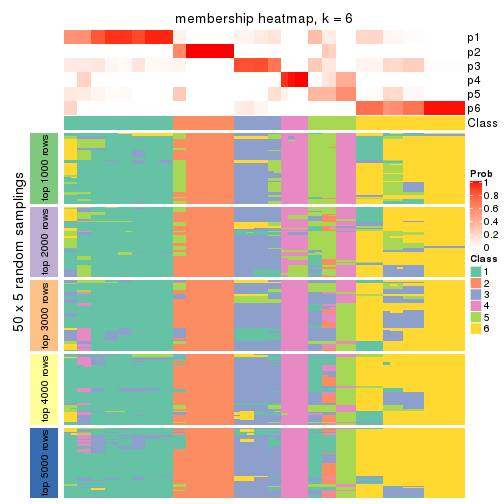 membership heatmap, k = 6
p1
p2
p3
p4
p5
p6
Class
50 x 5 random samplings
top 1000 rows
top 2000 rows
top 3000 rows
top 4000 rows
top 5000 rows
Prob
1
0.8
0.6
0.4
0.2
0
Class
1
2
3
4
5
6